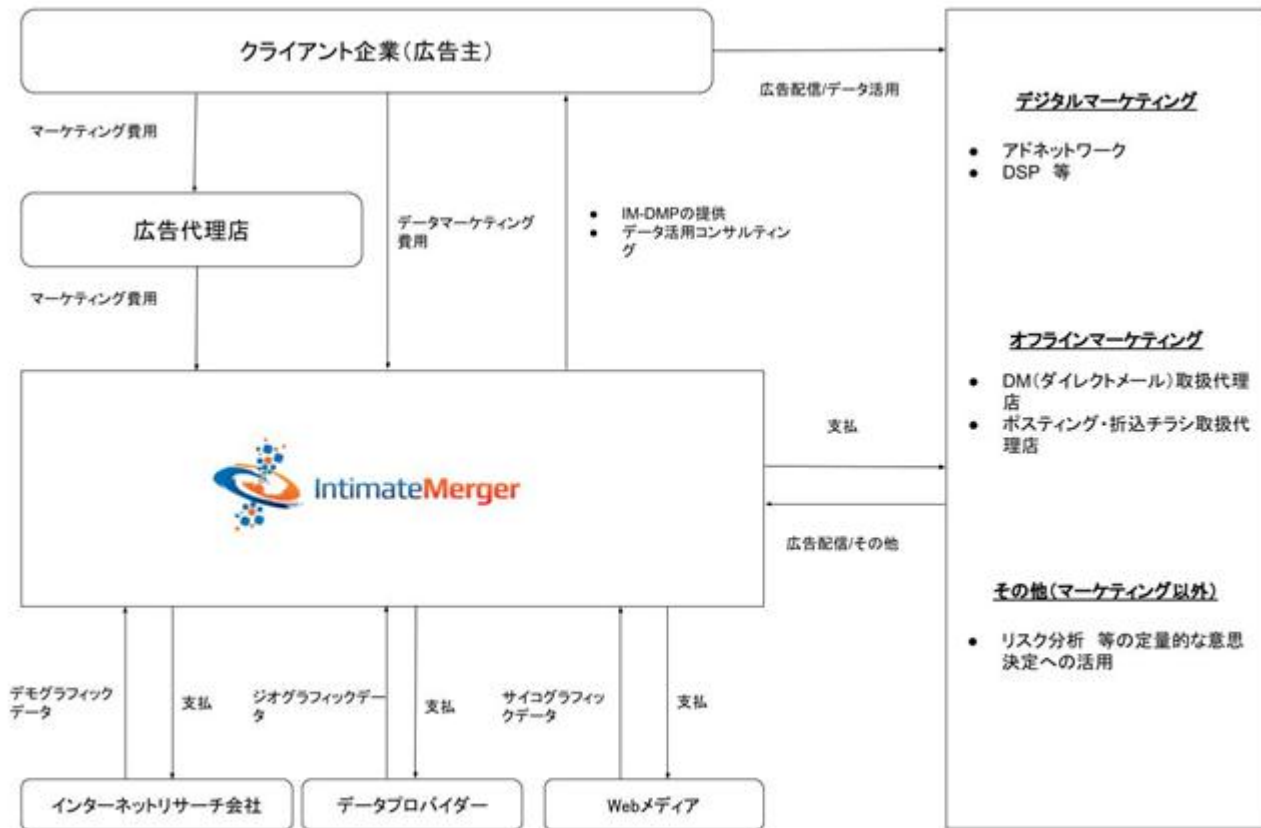 クライアント企業(広告主)
広告配信/データ活用
マーケティング費用
広告代理店
マーケティング費用
データマーケティング
費用
● IM-DMPの提供
● データ活用コンサルティン
グ
デジタルマーケティング
● アドネットワーク
● DSP 等
オフラインマーケティング
● DM(ダイレクトメール)取扱代理
店
● ポスティング・折込チラシ取扱代
理店
その他(マーケティング以外)
● リスク分析 等の定量的な意思
決定への活用
支払
広告配信/その他
IntimateMerger
デモグラフィック
データ
支払
ジオグラフィックデー
タ
支払
サイコグラフィッ
クデータ
支払
インターネットリサーチ会社
データプロバイダー
Webメディア